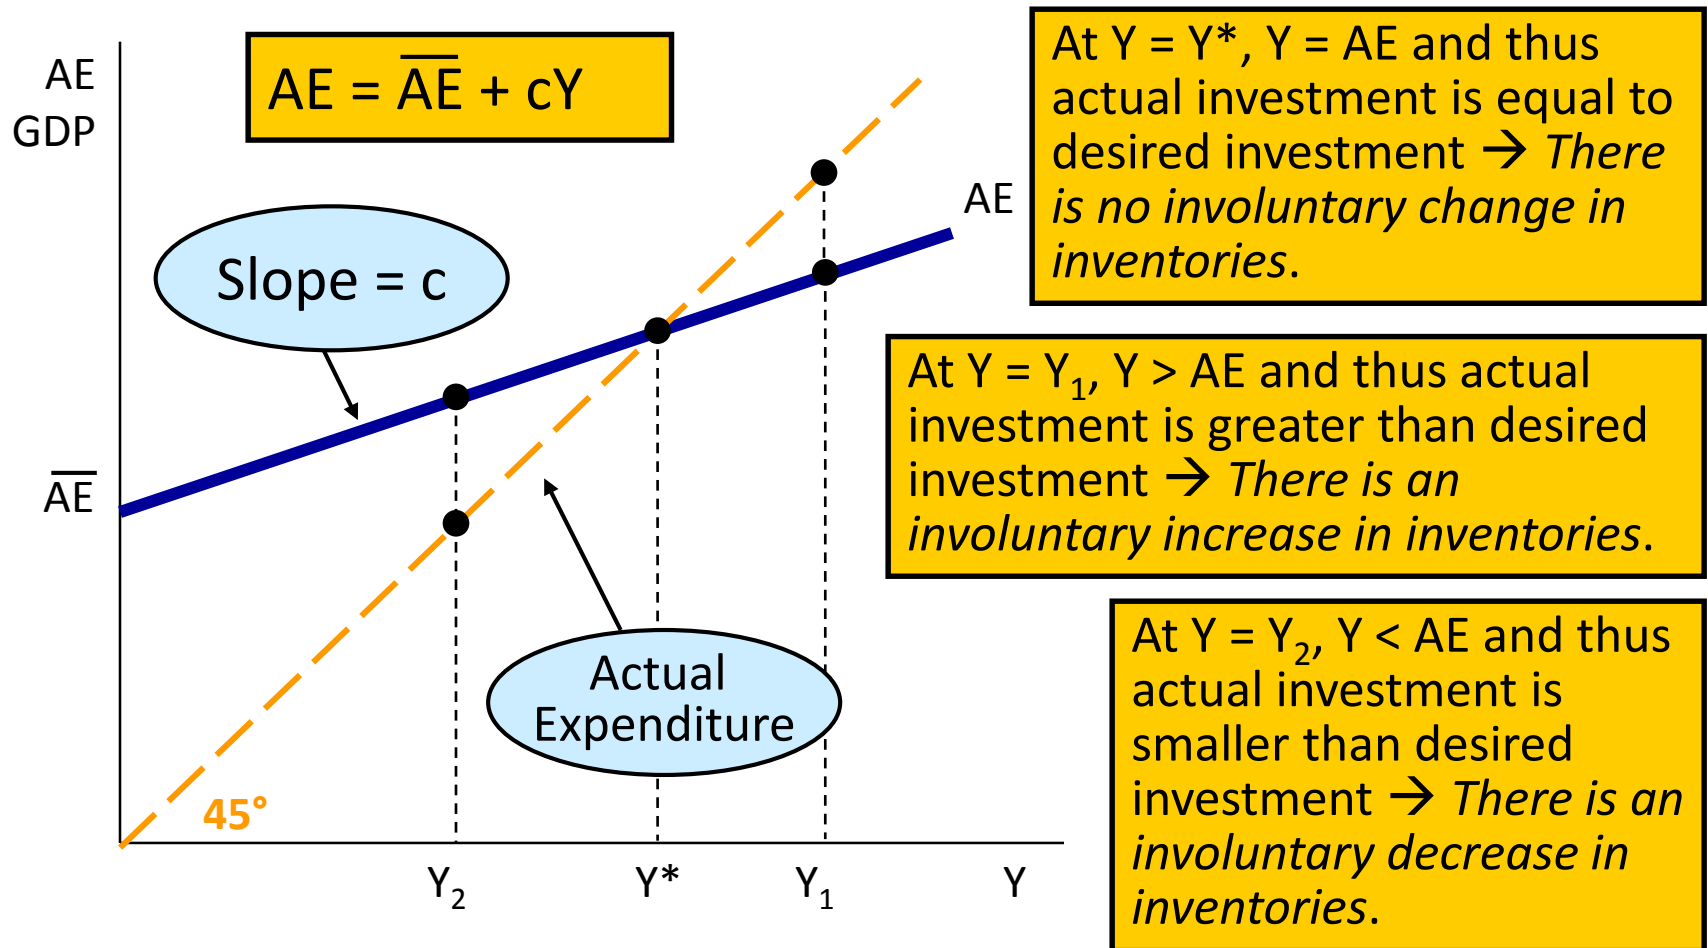 AE
GDP
AE = A̅E̅ + cY
Slope = c
AE
A̅E̅
45°
Actual
Expenditure
Y₂
Y*
Y₁
Y
At Y = Y*, Y = AE and thus
actual investment is equal to
desired investment → There
is no involuntary change in
inventories.
At Y = Y₁, Y > AE and thus actual
investment is greater than desired
investment → There is an
involuntary increase in inventories.
At Y = Y₂, Y < AE and thus
actual investment is
smaller than desired
investment → There is an
involuntary decrease in
inventories.